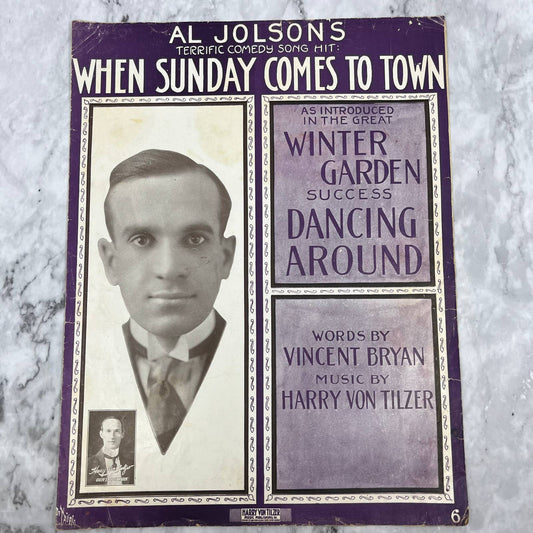 AL JOLSON'S
TERRIFIC COMEDY SONG HIT:
WHEN SUNDAY COMES TO TOWN
AS INTRODUCED
IN THE GREAT
WINTER
GARDEN
SUCCESS
DANCING
AROUND
WORDS BY
VINCENT BRYAN
MUSIC BY
HARRY VON TILZER
HARRY VON TILZER
6